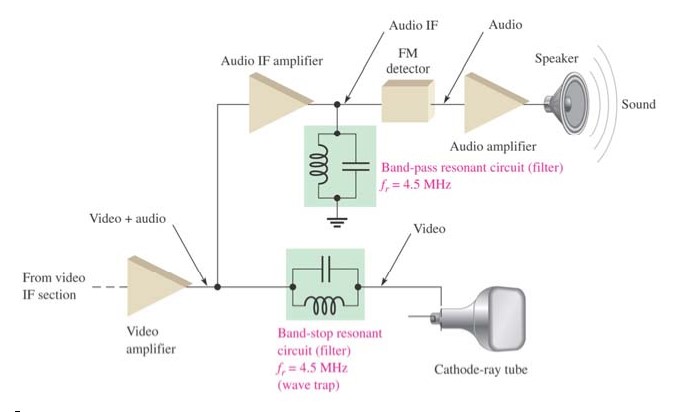 Audio IF
Audio
FM
detector
Audio IF amplifier
Speaker
Sound
Audio amplifier
Band-pass resonant circuit (filter)
fr = 4.5 MHz
Video + audio
Video
From video
IF section
Video
amplifier
Band-stop resonant
circuit (filter)
fr = 4.5 MHz
(wave trap)
Cathode-ray tube